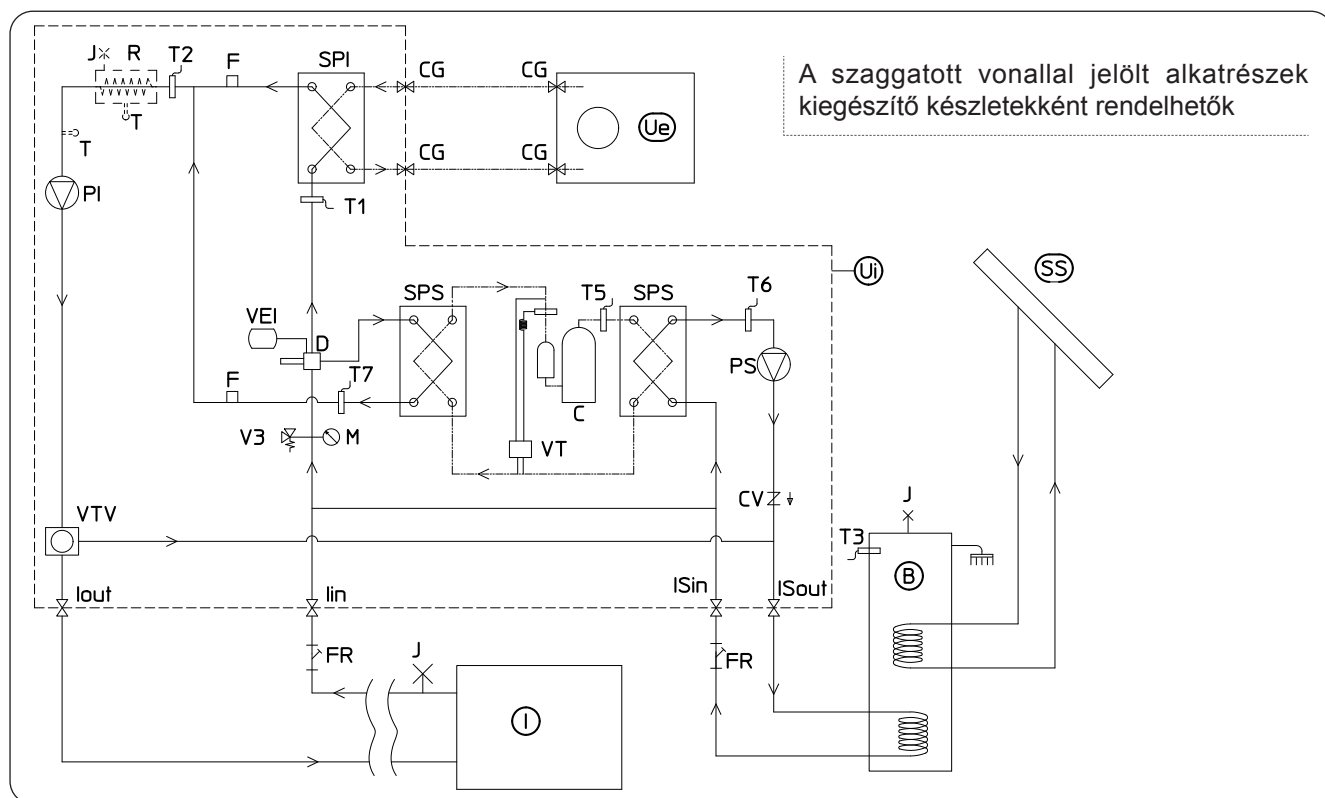 J R T2 F SPI CG CG
A szaggatott vonallal jelölt alkatrészek
kiegészítő készletekként rendelhetők
T
Ue
T
CG CG
PI
T1
Ui
SS
SPS T5 SPS T6
VEI
D
PS
F T7
C
V3 M
VT
CV
J
VTV
T3
B
Iout Iin ISin ISout
FR J FR
I